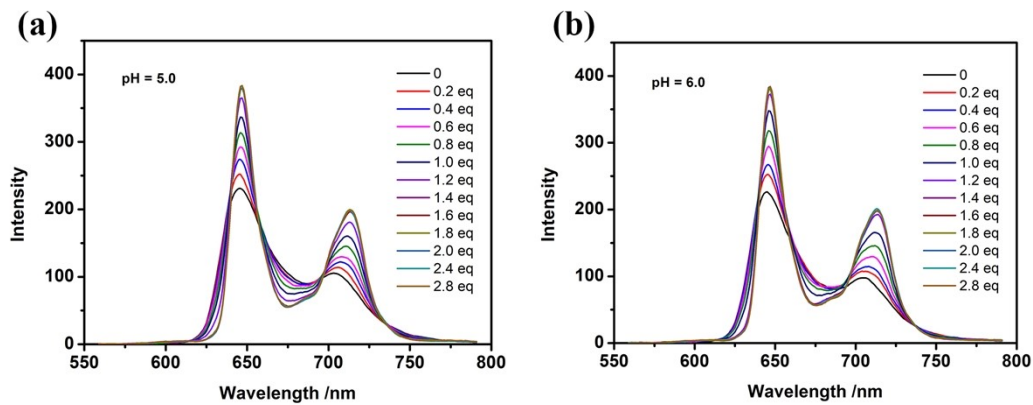 (a)
pH = 5.0
Intensity
400
300
200
100
0
550
600
650
700
750
800
Wavelength /nm
0
0.2 eq
0.4 eq
0.6 eq
0.8 eq
1.0 eq
1.2 eq
1.4 eq
1.6 eq
1.8 eq
2.0 eq
2.4 eq
2.8 eq
(b)
pH = 6.0
Intensity
400
300
200
100
0
550
600
650
700
750
800
Wavelength /nm
0
0.2 eq
0.4 eq
0.6 eq
0.8 eq
1.0 eq
1.2 eq
1.4 eq
1.6 eq
1.8 eq
2.0 eq
2.4 eq
2.8 eq